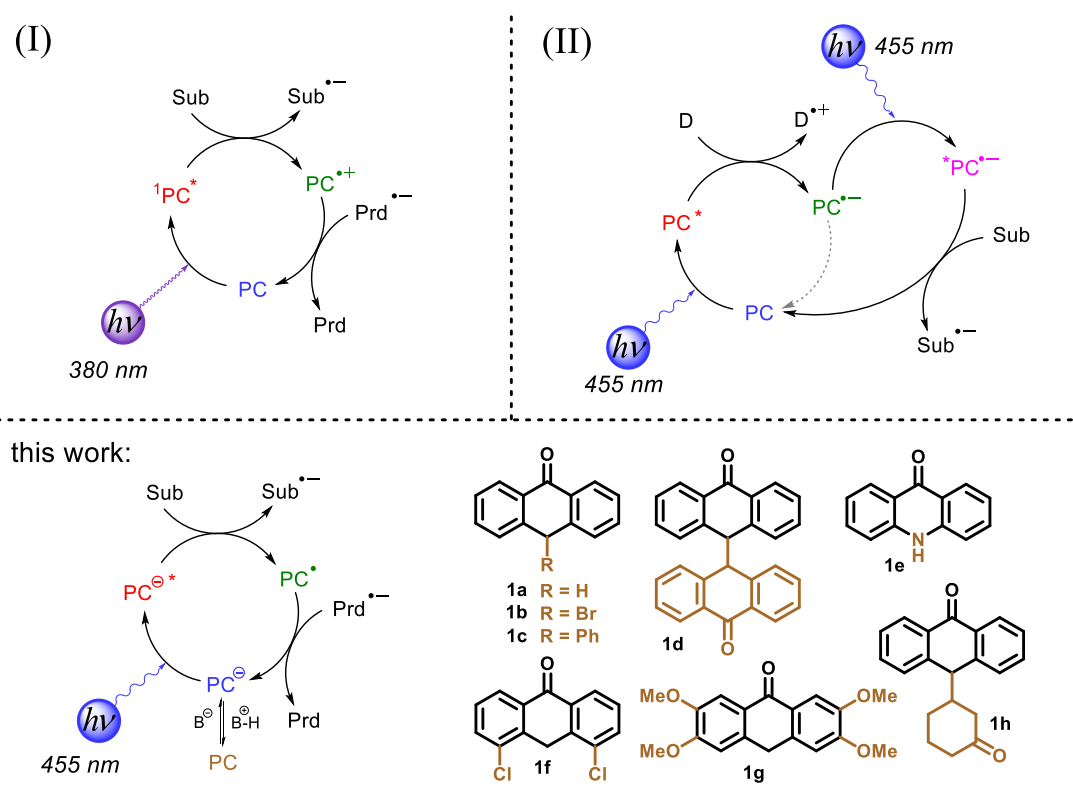 (I)
Sub
Sub•−
¹PC*
PC•+
Prd•−
PC
Prd
hν
380 nm
(II)
hν
455 nm
D
D•+
*PC•−
PC•−
PC*
Sub
PC
Sub•−
hν
455 nm
this work:
Sub
Sub•−
PC⊖*
PC•
Prd•−
PC⊖
Prd
hν
B⊖
B-H⊕
455 nm
PC
O
R
1a R = H
1b R = Br
1c R = Ph
O
1d
O
O
N
H
1e
O
Cl
1f
Cl
O
MeO
OMe
MeO
OMe
1g
O
1h
O